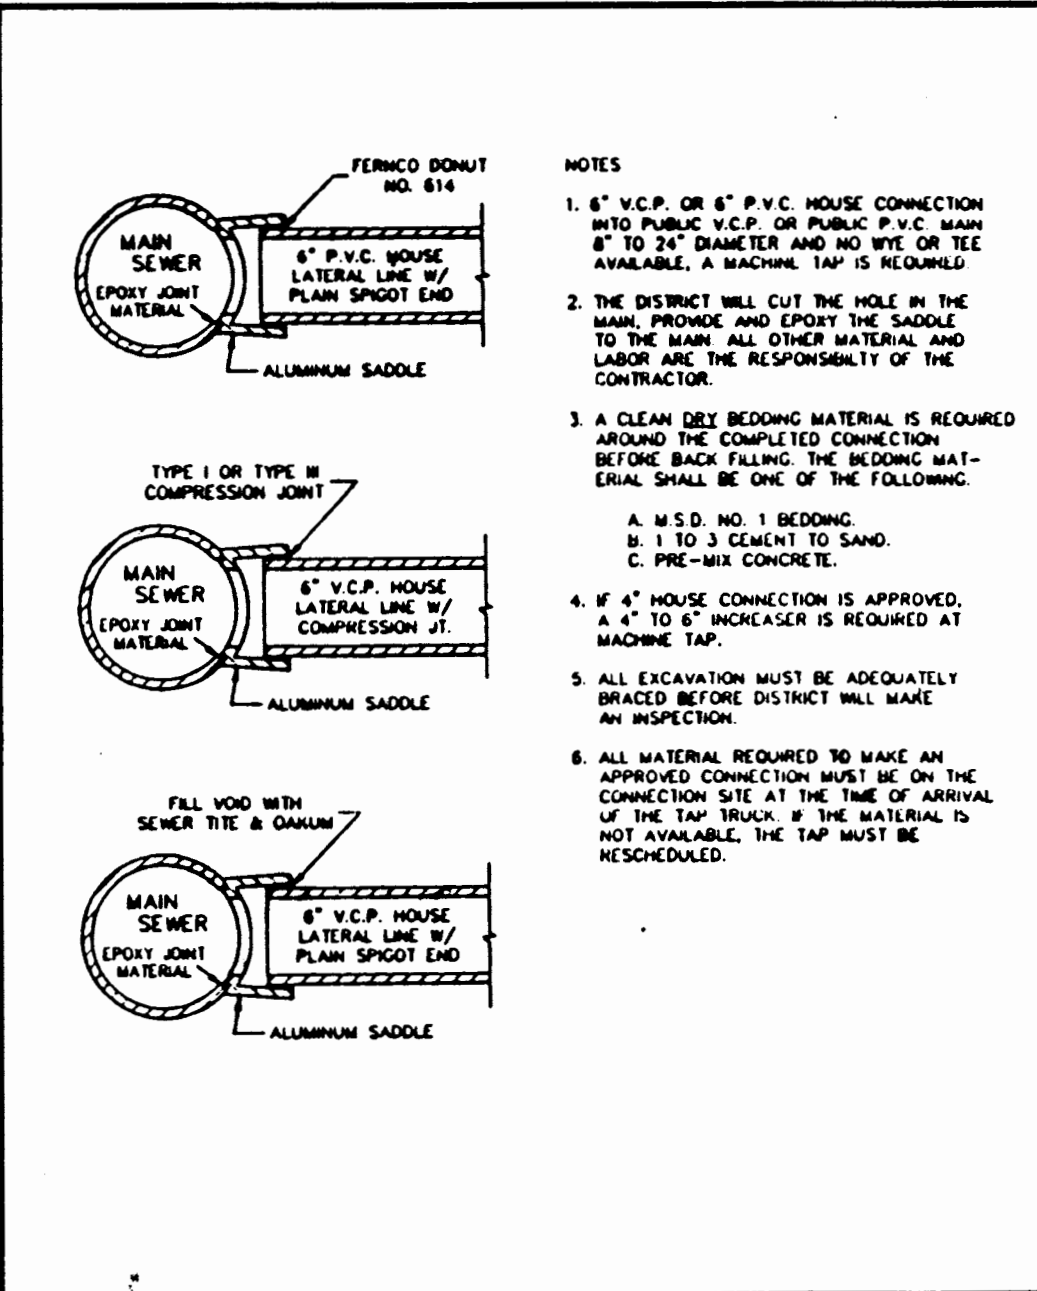 FERNCO DONUT
NO. 614
MAIN
SEWER
EPOXY JOINT
MATERIAL
6" P.V.C. HOUSE
LATERAL LINE W/
PLAIN SPIGOT END
ALUMINUM SADDLE
TYPE I OR TYPE III
COMPRESSION JOINT
MAIN
SEWER
EPOXY JOINT
MATERIAL
6" V.C.P. HOUSE
LATERAL LINE W/
COMPRESSION JT.
ALUMINUM SADDLE
FILL VOID WITH
SEWER TITE & OAKUM
MAIN
SEWER
EPOXY JOINT
MATERIAL
6" V.C.P. HOUSE
LATERAL LINE W/
PLAIN SPIGOT END
ALUMINUM SADDLE
NOTES
1. 6" V.C.P. OR 6" P.V.C. HOUSE CONNECTION
INTO PUBLIC V.C.P. OR PUBLIC P.V.C. MAIN
8" TO 24" DIAMETER AND NO WYE OR TEE
AVAILABLE, A MACHINE TAP IS REQUIRED.
2. THE DISTRICT WILL CUT THE HOLE IN THE
MAIN, PROVIDE AND EPOXY THE SADDLE
TO THE MAIN. ALL OTHER MATERIAL AND
LABOR ARE THE RESPONSIBILTY OF THE
CONTRACTOR.
3. A CLEAN DRY BEDDING MATERIAL IS REQUIRED
AROUND THE COMPLETED CONNECTION
BEFORE BACK FILLING. THE BEDDING MAT-
ERIAL SHALL BE ONE OF THE FOLLOWING.
A. M.S.D. NO. 1 BEDDING.
B. 1 TO 3 CEMENT TO SAND.
C. PRE-MIX CONCRETE.
4. IF 4" HOUSE CONNECTION IS APPROVED,
A 4" TO 6" INCREASER IS REQUIRED AT
MACHINE TAP.
5. ALL EXCAVATION MUST BE ADEQUATELY
BRACED BEFORE DISTRICT WILL MAKE
AN INSPECTION.
6. ALL MATERIAL REQUIRED TO MAKE AN
APPROVED CONNECTION MUST BE ON THE
CONNECTION SITE AT THE TIME OF ARRIVAL
OF THE TAP TRUCK. IF THE MATERIAL IS
NOT AVAILABLE, THE TAP MUST BE
RESCHEDULED.